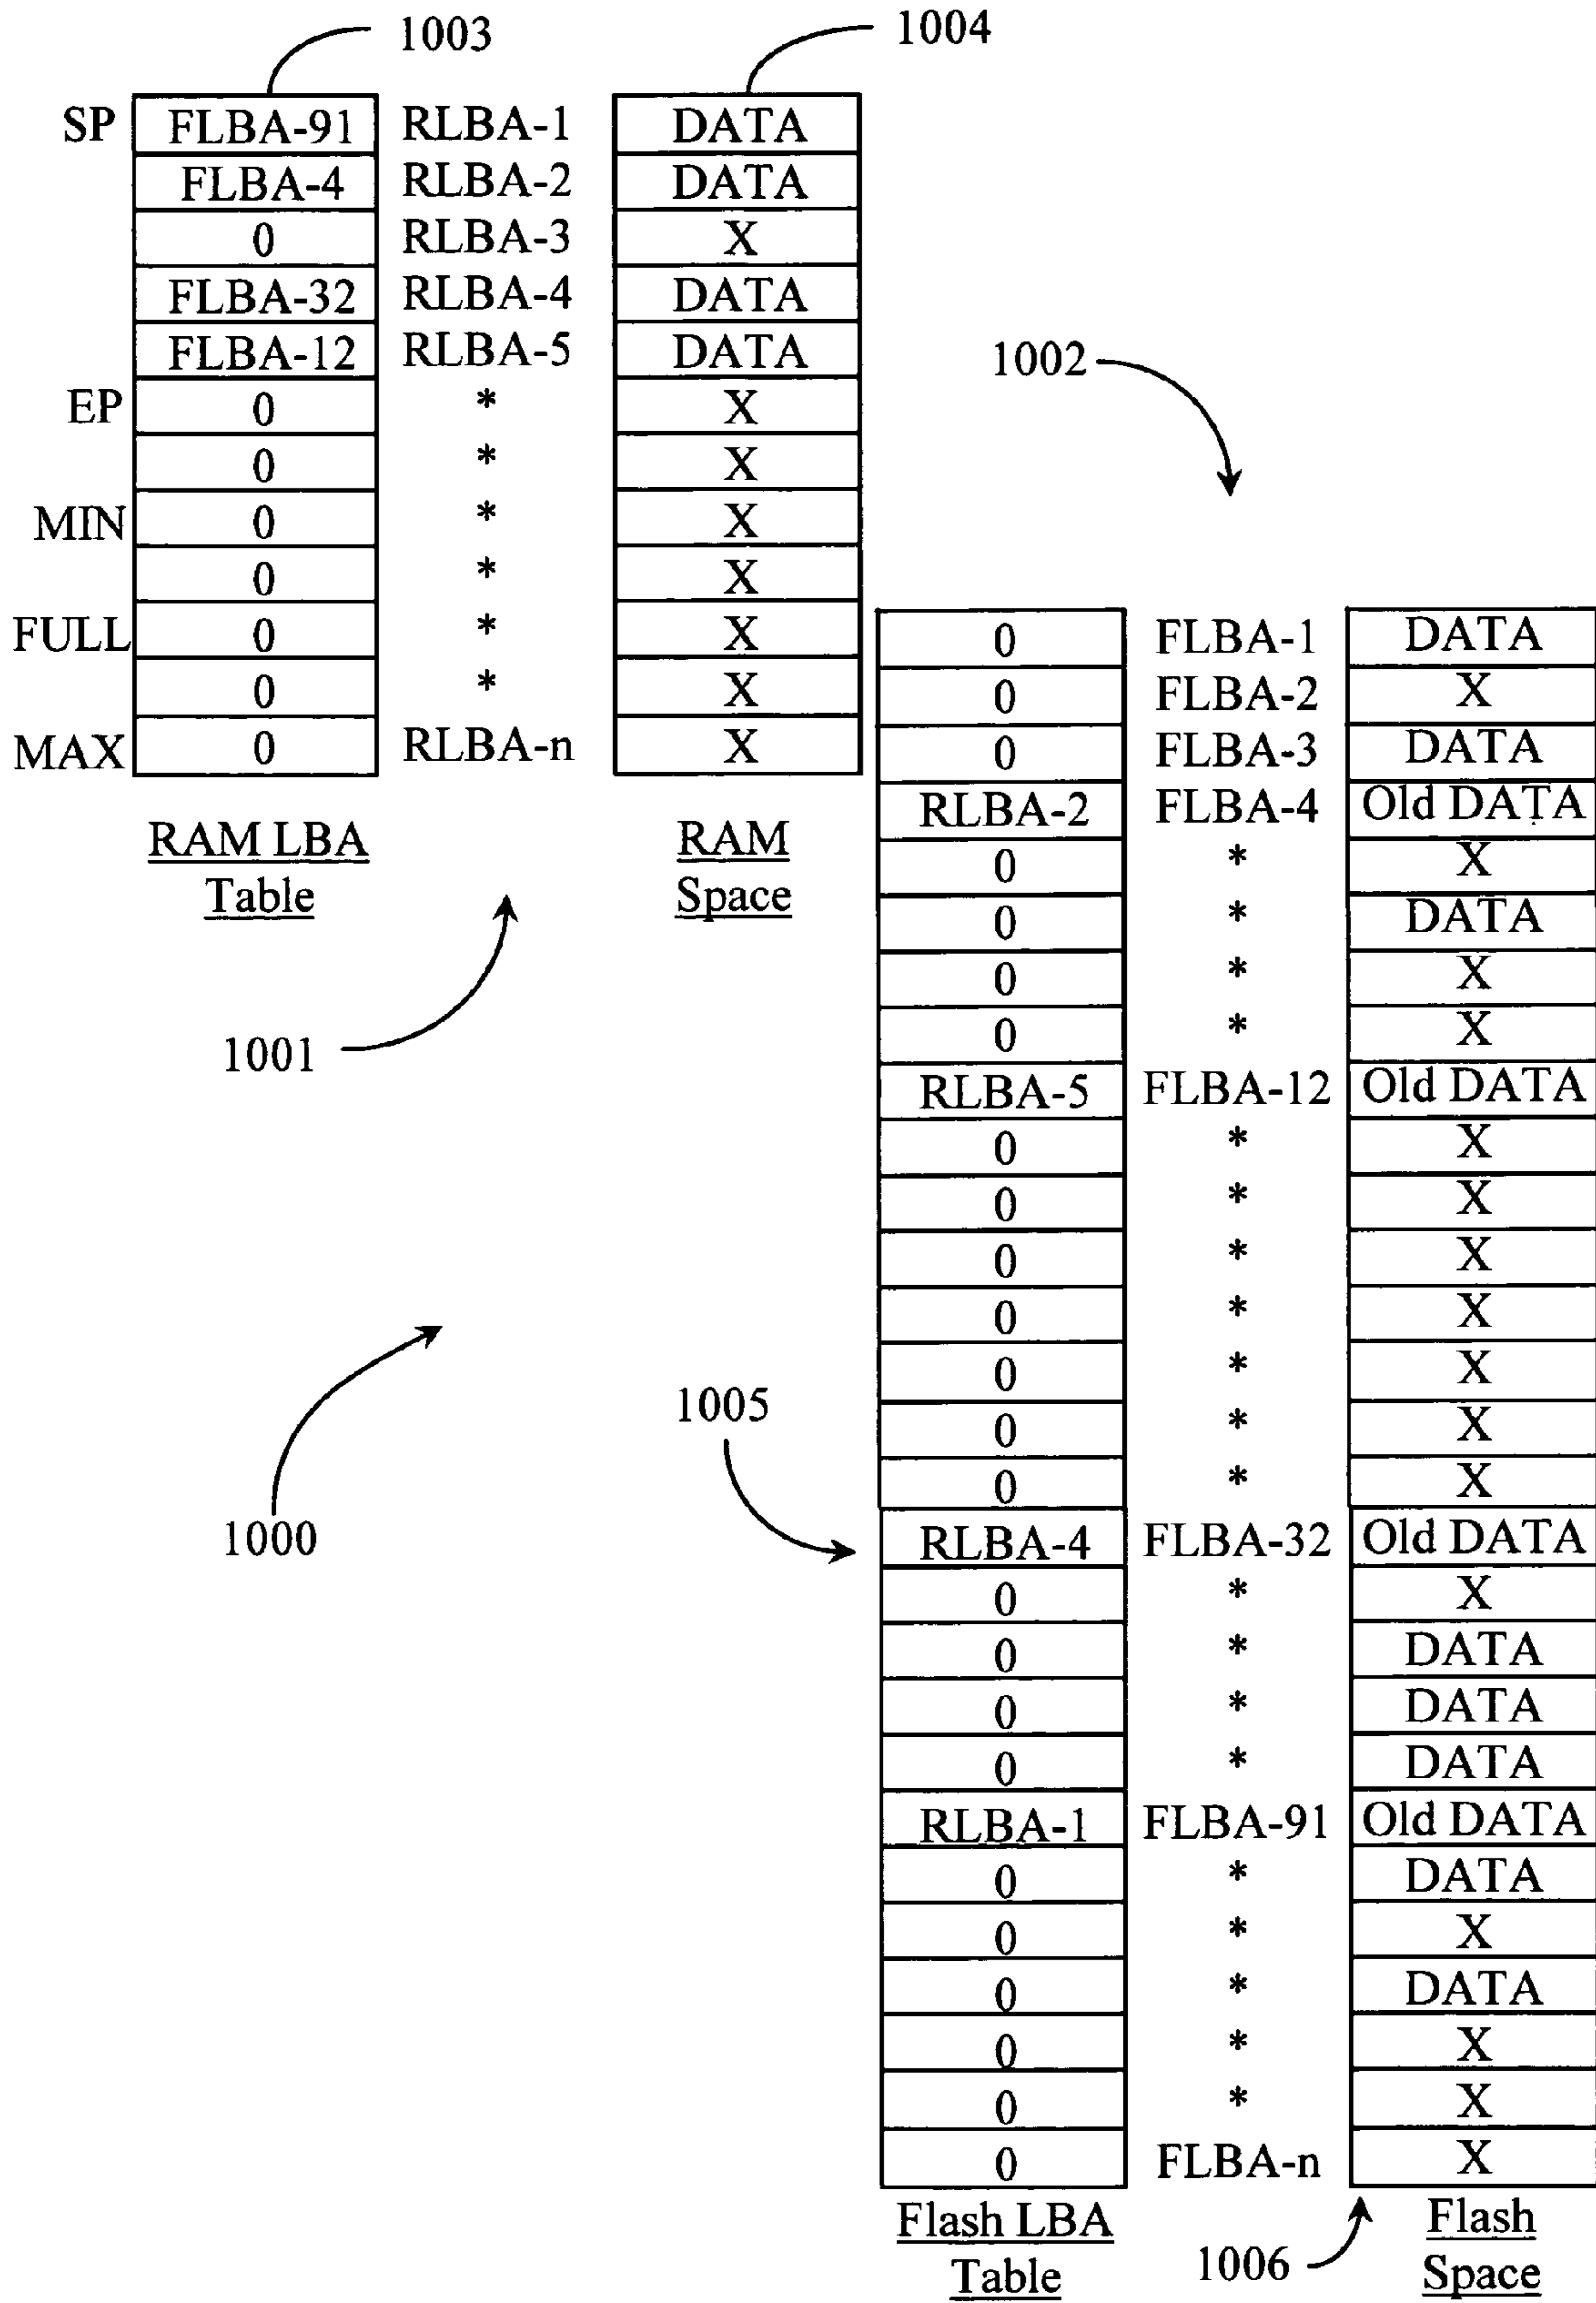 1003
1004
SP FLBA-91 RLBA-1 DATA
FLBA-4 RLBA-2 DATA
0 RLBA-3 X
FLBA-32 RLBA-4 DATA
FLBA-12 RLBA-5 DATA
1002
EP 0 * X
0 * X
MIN 0 * X
0 * X
FULL 0 * X
0 * X
MAX 0 RLBA-n X
RAM LBA
Table
RAM
Space
1001
1000
0 FLBA-1 DATA
0 FLBA-2 X
0 FLBA-3 DATA
RLBA-2 FLBA-4 Old DATA
0 * X
0 * DATA
0 * X
0 * X
RLBA-5 FLBA-12 Old DATA
0 * X
0 * X
0 * X
0 * X
0 * X
0 * X
0 * X
1005
RLBA-4 FLBA-32 Old DATA
0 * X
0 * DATA
0 * DATA
0 * DATA
RLBA-1 FLBA-91 Old DATA
0 * DATA
0 * X
0 * DATA
0 * X
0 * X
0 FLBA-n X
Flash LBA
Table
1006
Flash
Space